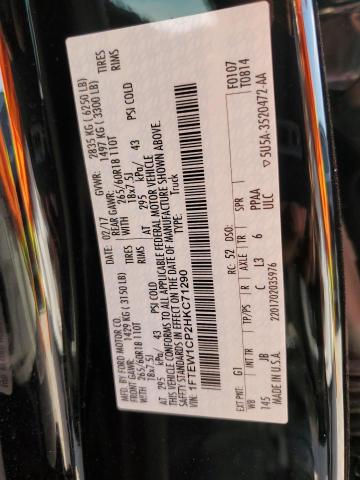 MFD. BY FORD MOTOR CO.
DATE: 02/17 GVWR: 2835 KG ( 6250 LB)
FRONT GAWR: 1429 KG ( 3150 LB) REAR GAWR: 1497 KG ( 3300 LB)
WITH 265/60R18 110T TIRES WITH 265/60R18 110T TIRES
18x7.5J RIMS 18x7.5J RIMS
AT 295 kPa/ 43 PSI COLD AT 295 kPa/ 43 PSI COLD
THIS VEHICLE CONFORMS TO ALL APPLICABLE FEDERAL MOTOR VEHICLE
SAFETY STANDARDS IN EFFECT ON THE DATE OF MANUFACTURE SHOWN ABOVE.
VIN: 1FTEW1CP2HKC71290 TYPE: Truck
F0107
T0814
EXT PNT: G1 RC: 52 DSO:
WB INT TR TP/PS R AXLE TR SPR
145 JB C L3 6 PPAA
MADE IN U.S.A. ULC
2201702035976 5U5A-3520472-AA